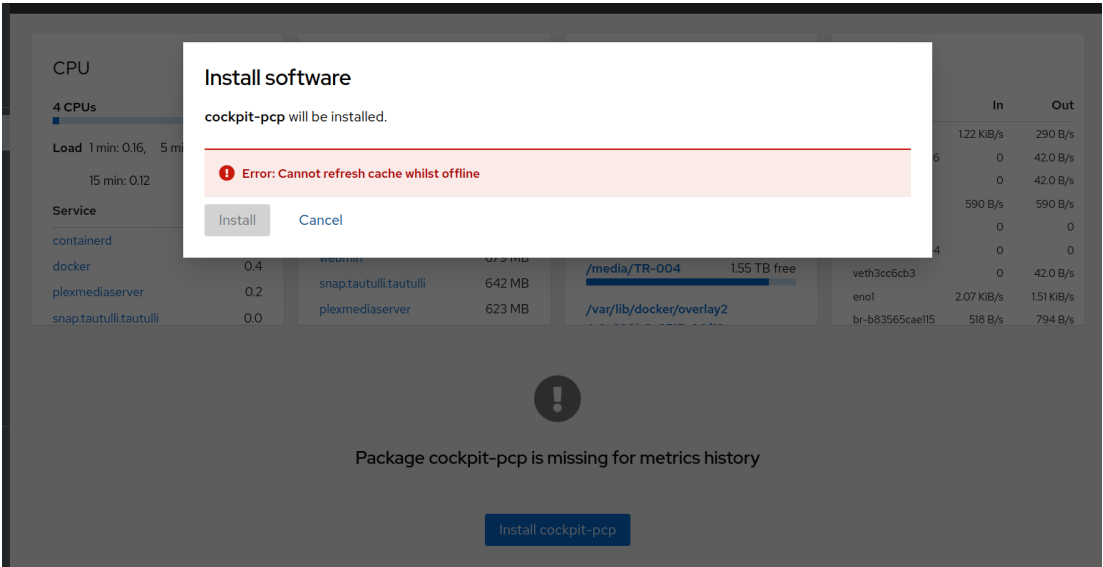 CPU
4 CPUs
Load 1 min: 0.16, 5 mi
15 min: 0.12
Service
containerd
docker 0.4
plexmediaserver 0.2
snap.tautulli.tautulli 0.0
Install software
cockpit-pcp will be installed.
Error: Cannot refresh cache whilst offline
Install Cancel
snap.tautulli.tautulli 642 MB
plexmediaserver 623 MB
/media/TR-004 1.55 TB free
/var/lib/docker/overlay2
In Out
1.22 KiB/s 290 B/s
6 0 42.0 B/s
0 42.0 B/s
590 B/s 590 B/s
0 0
4 0 0
veth3cc6cb3 0 42.0 B/s
eno1 2.07 KiB/s 1.51 KiB/s
br-b83565cae115 518 B/s 794 B/s
Package cockpit-pcp is missing for metrics history
Install cockpit-pcp